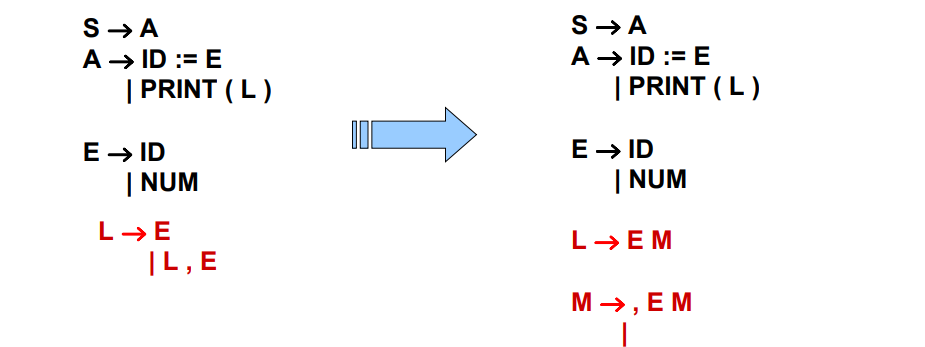 S → A
A → ID := E
| PRINT ( L )
E → ID
| NUM
L → E
| L , E
S → A
A → ID := E
| PRINT ( L )
E → ID
| NUM
L → E M
M → , E M
|